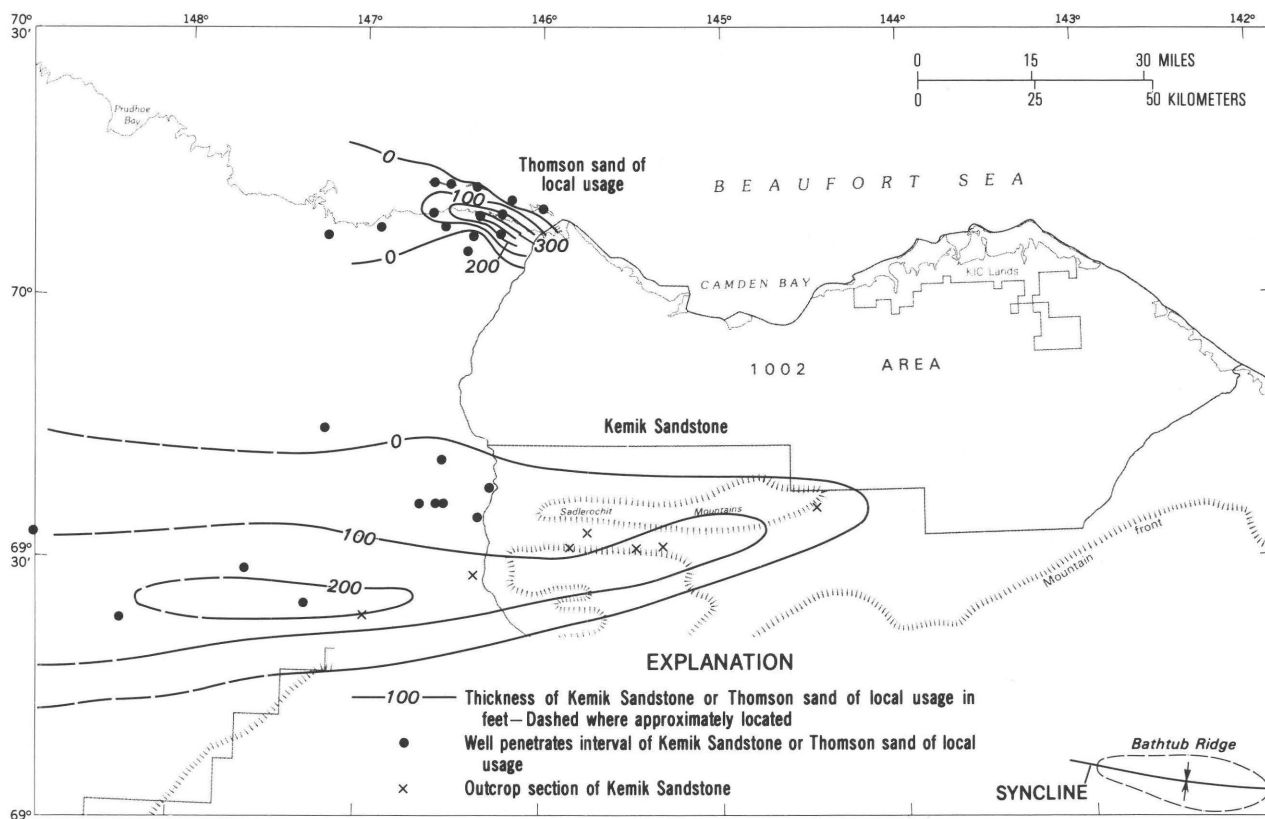 70°
30'
148°
147°
146°
145°
144°
143°
142°
0 15 30 MILES
0 25 50 KILOMETERS
Prudhoe
Bay
0
Thomson sand of
local usage
100
300
200
0
BEAUFORT SEA
CAMDEN BAY
KIC Lands
70°
1002 AREA
Kemik Sandstone
0
Sadlerochit Mountains
100
69°
30'
200
Mountain front
EXPLANATION
100 Thickness of Kemik Sandstone or Thomson sand of local usage in
feet—Dashed where approximately located
Well penetrates interval of Kemik Sandstone or Thomson sand of local
usage
× Outcrop section of Kemik Sandstone
Bathtub Ridge
SYNCLINE
69°